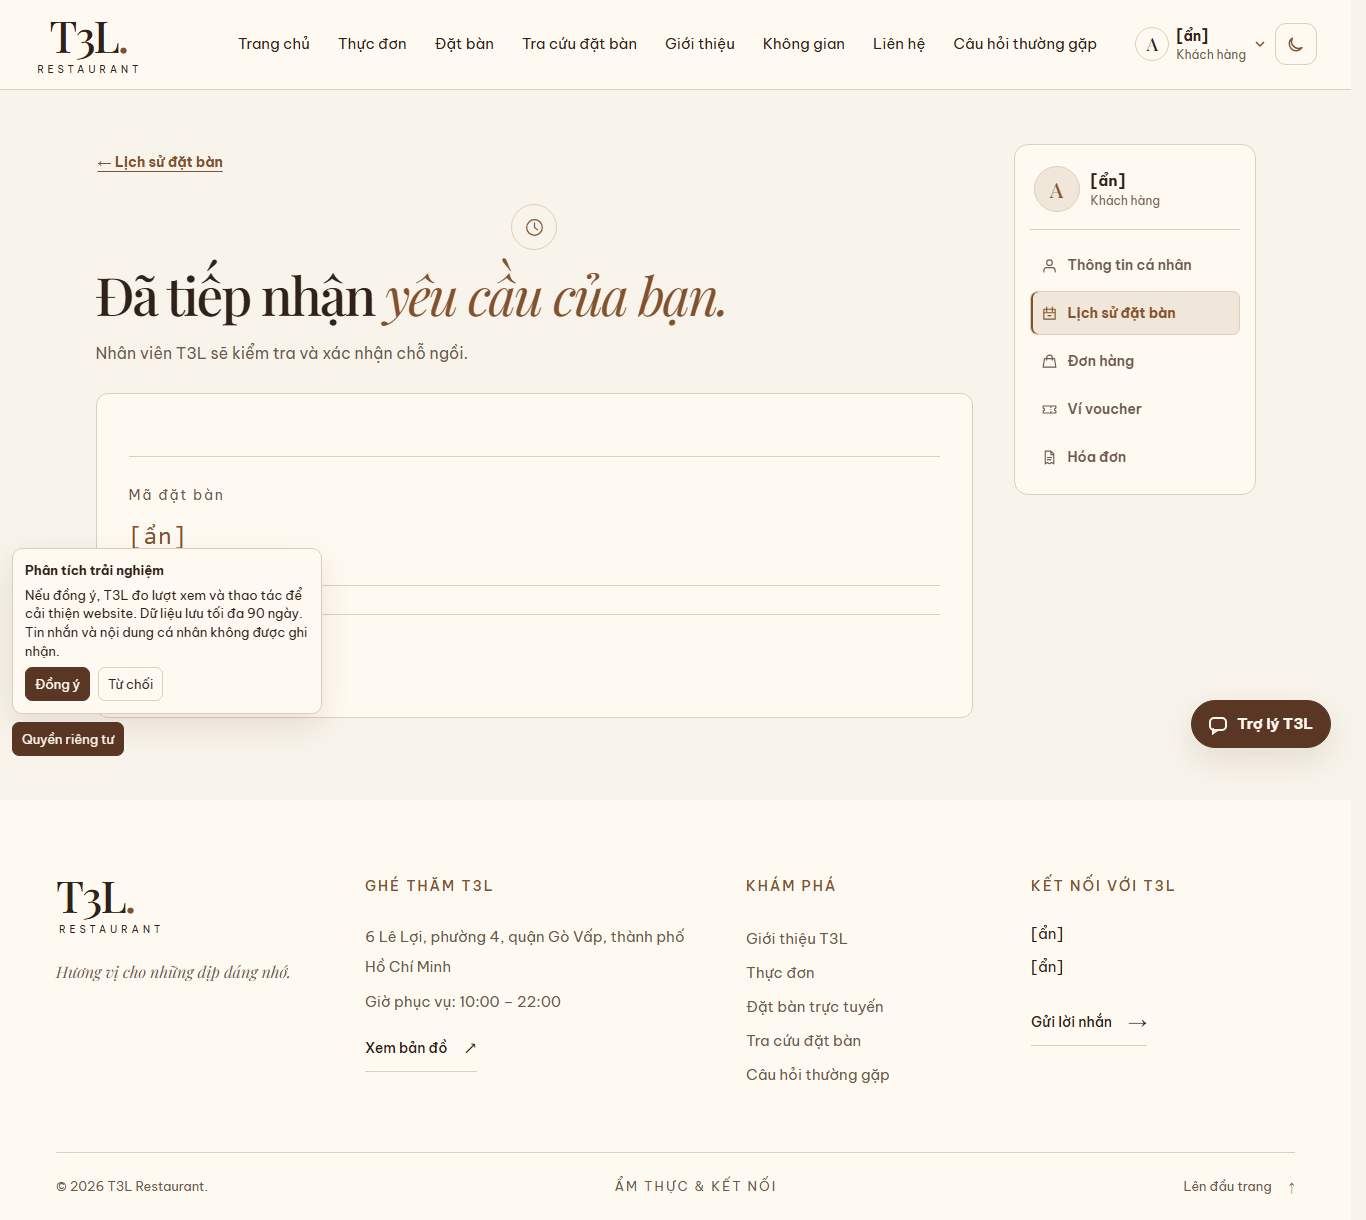 T3L.
RESTAURANT
Trang chủ
Thực đơn
Đặt bàn
Tra cứu đặt bàn
Giới thiệu
Không gian
Liên hệ
Câu hỏi thường gặp
A
[ẩn]
Khách hàng
← Lịch sử đặt bàn
Đã tiếp nhận yêu cầu của bạn.
Nhân viên T3L sẽ kiểm tra và xác nhận chỗ ngồi.
Mã đặt bàn
[ẩn]
A
[ẩn]
Khách hàng
Thông tin cá nhân
Lịch sử đặt bàn
Đơn hàng
Ví voucher
Hóa đơn
Phân tích trải nghiệm
Nếu đồng ý, T3L đo lượt xem và thao tác để
cải thiện website. Dữ liệu lưu tối đa 90 ngày.
Tin nhắn và nội dung cá nhân không được ghi
nhận.
Đồng ý
Từ chối
Quyền riêng tư
Trợ lý T3L
T3L.
RESTAURANT
Hương vị cho những dịp đáng nhớ.
GHÉ THĂM T3L
6 Lê Lợi, phường 4, quận Gò Vấp, thành phố
Hồ Chí Minh
Giờ phục vụ: 10:00 – 22:00
Xem bản đồ ↗
KHÁM PHÁ
Giới thiệu T3L
Thực đơn
Đặt bàn trực tuyến
Tra cứu đặt bàn
Câu hỏi thường gặp
KẾT NỐI VỚI T3L
[ẩn]
[ẩn]
Gửi lời nhắn →
© 2026 T3L Restaurant.
ẨM THỰC & KẾT NỐI
Lên đầu trang ↑